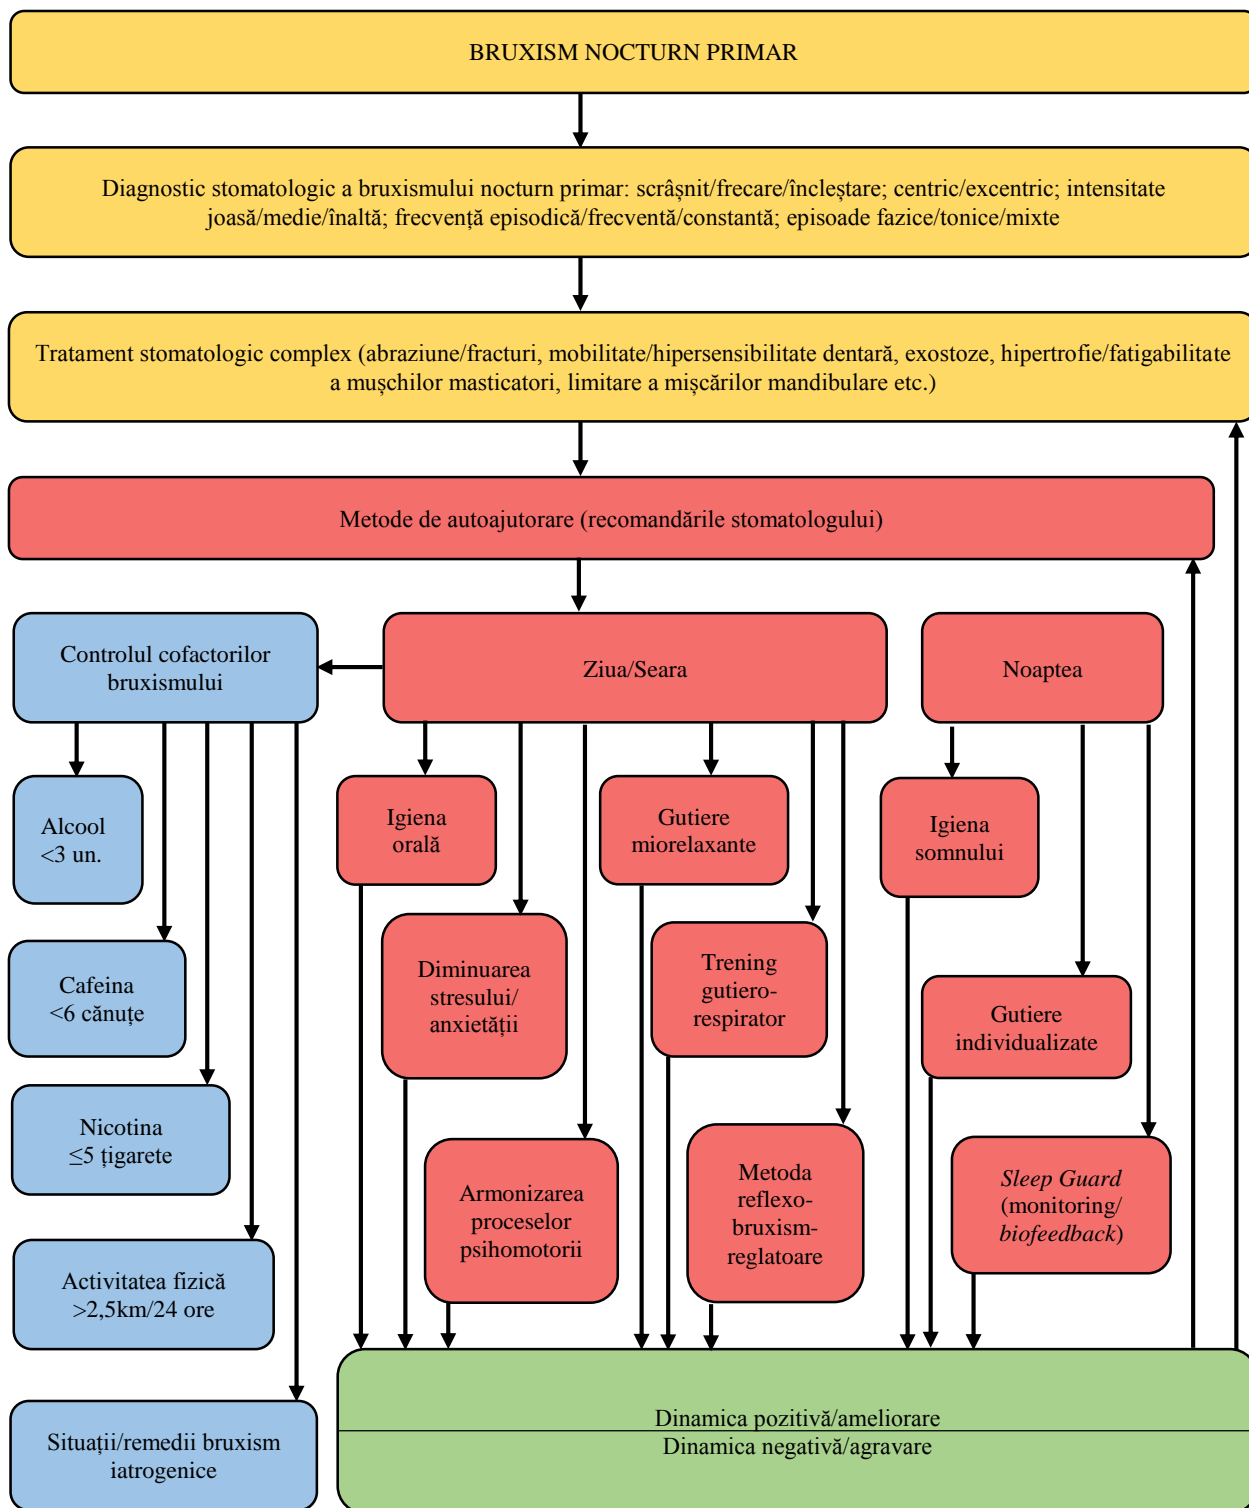 BRUXISM NOCTURN PRIMAR
Diagnostic stomatologic a bruxismului nocturn primar: scrâșnit/frecare/încleștare; centric/excentric; intensitate
joasă/medie/înaltă; frecvență episodică/frecventă/constantă; episoade fazice/tonice/mixte
Tratament stomatologic complex (abraziune/fracturi, mobilitate/hipersensibilitate dentară, exostoze, hipertrofie/fatigabilitate
a mușchilor masticatori, limitare a mișcărilor mandibulare etc.)
Metode de autoajutorare (recomandările stomatologului)
Controlul cofactorilor
bruxismului
Ziua/Seara
Noaptea
Alcool
<3 un.
Cafeina
<6 cănuțe
Nicotina
≤5 țigarete
Activitatea fizică
>2,5km/24 ore
Situații/remedii bruxism
iatrogenice
Igiena
orală
Diminuarea
stresului/
anxietății
Armonizarea
proceselor
psihomotorii
Gutiere
miorelaxante
Trening
gutiero-
respirator
Metoda
reflexo-
bruxism-
reglatoare
Igiena
somnului
Gutiere
individualizate
Sleep Guard
(monitoring/
biofeedback)
Dinamica pozitivă/ameliorare
Dinamica negativă/agravare